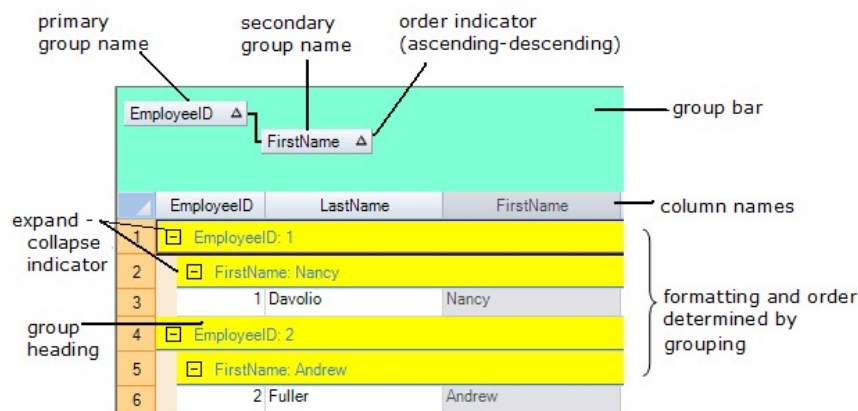 primary
group name
secondary
group name
order indicator
(ascending-descending)
EmployeeID
FirstName
group bar
EmployeeID LastName FirstName
column names
expand -
collapse
indicator
1 EmployeeID: 1
2 FirstName: Nancy
3 1 Davolio Nancy
group
heading
4 EmployeeID: 2
5 FirstName: Andrew
6 2 Fuller Andrew
formatting and order
determined by
grouping